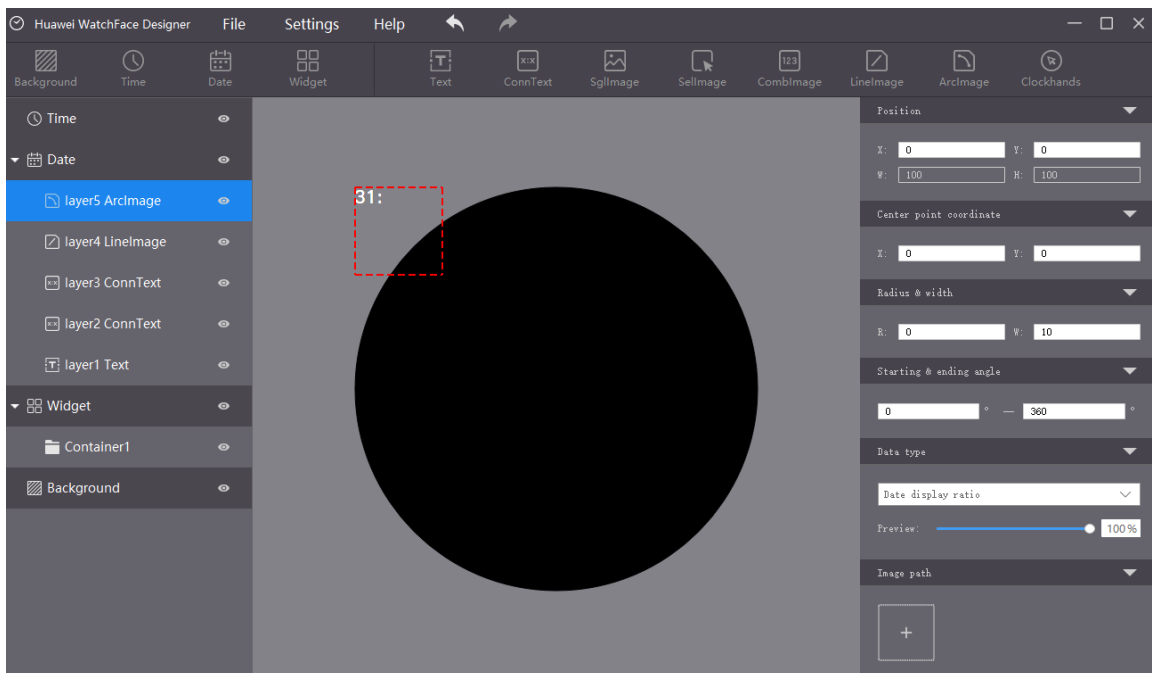 Huawei WatchFace Designer File Settings Help
Background Time Date Widget Text ConnText SglImage SelImage CombImage LineImage ArcImage Clockhands
Time
Date
layer5 ArcImage
layer4 LineImage
layer3 ConnText
layer2 ConnText
layer1 Text
Widget
Container1
Background
31:
Position
X: 0 Y: 0
W: 100 H: 100
Center point coordinate
X: 0 Y: 0
Radius & width
R: 0 W: 10
Starting & ending angle
0 ° — 360 °
Data type
Date display ratio
Preview: 100%
Image path
+